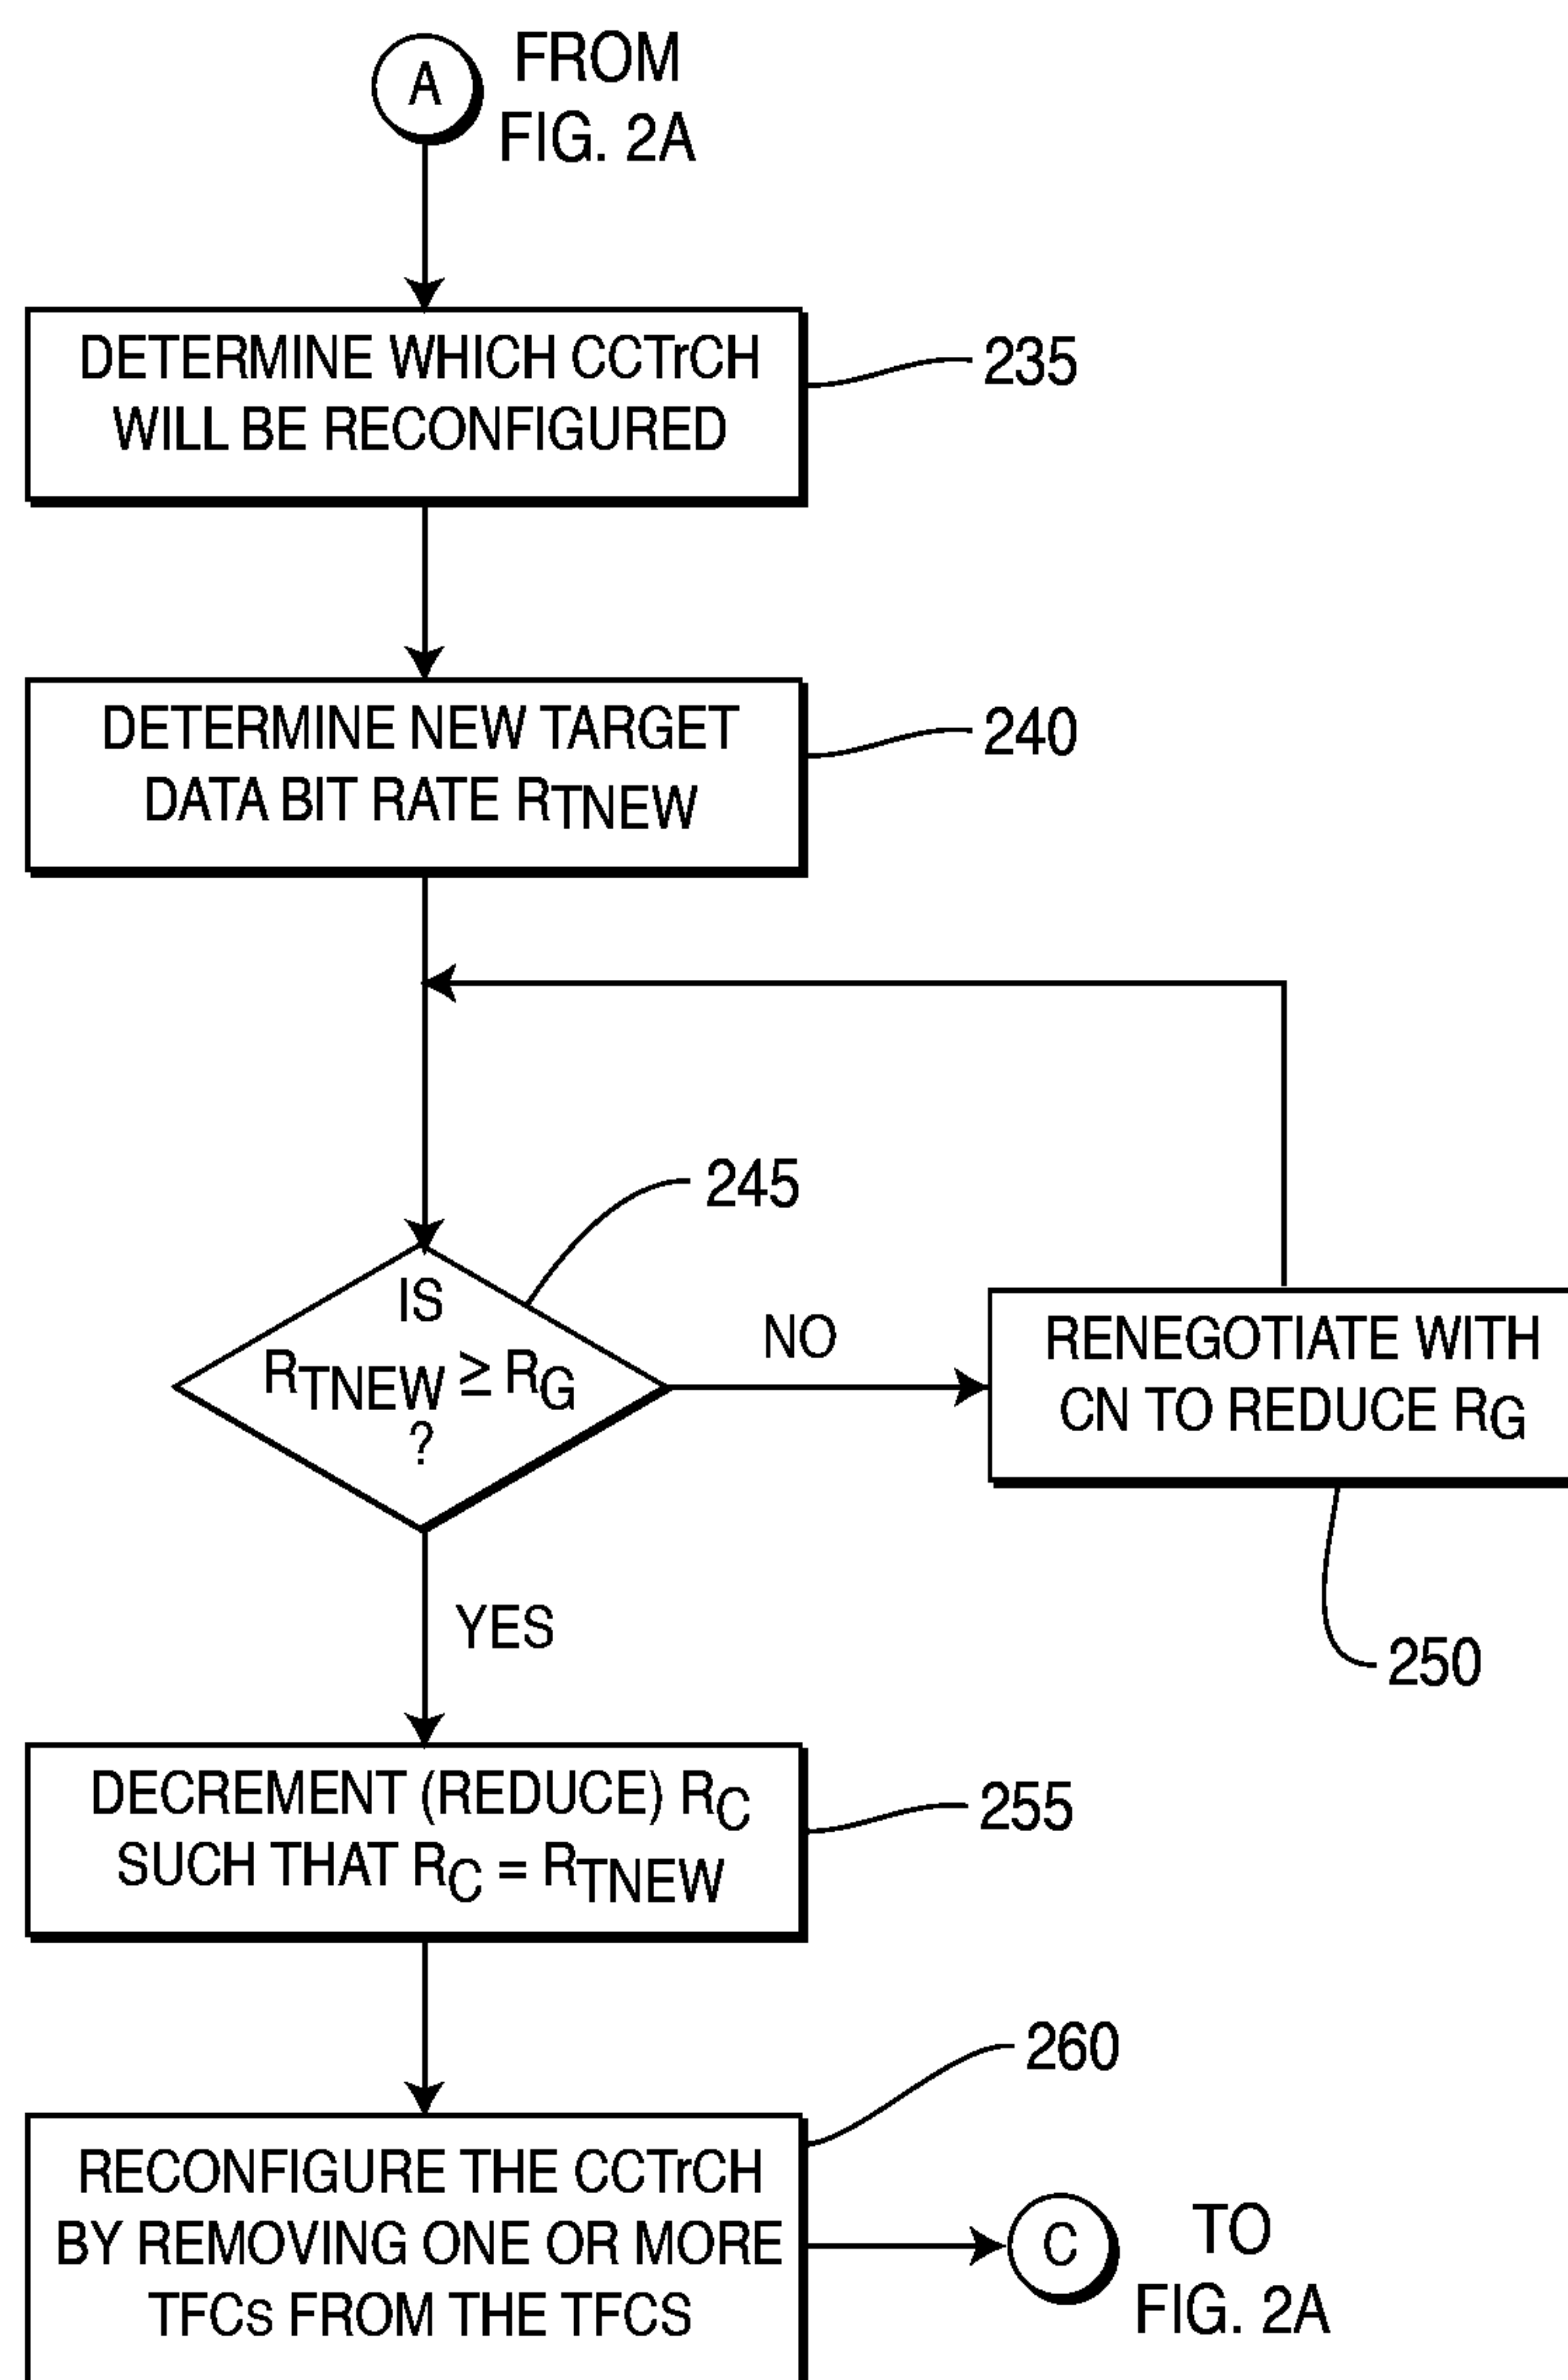 A
FROM
FIG. 2A
DETERMINE WHICH CCTrCH
WILL BE RECONFIGURED
235
DETERMINE NEW TARGET
DATA BIT RATE RTNEW
240
245
IS
RTNEW ≥ RG
?
NO
RENEGOTIATE WITH
CN TO REDUCE RG
250
YES
DECREMENT (REDUCE) RC
SUCH THAT RC = RTNEW
255
260
RECONFIGURE THE CCTrCH
BY REMOVING ONE OR MORE
TFCs FROM THE TFCS
C
TO
FIG. 2A